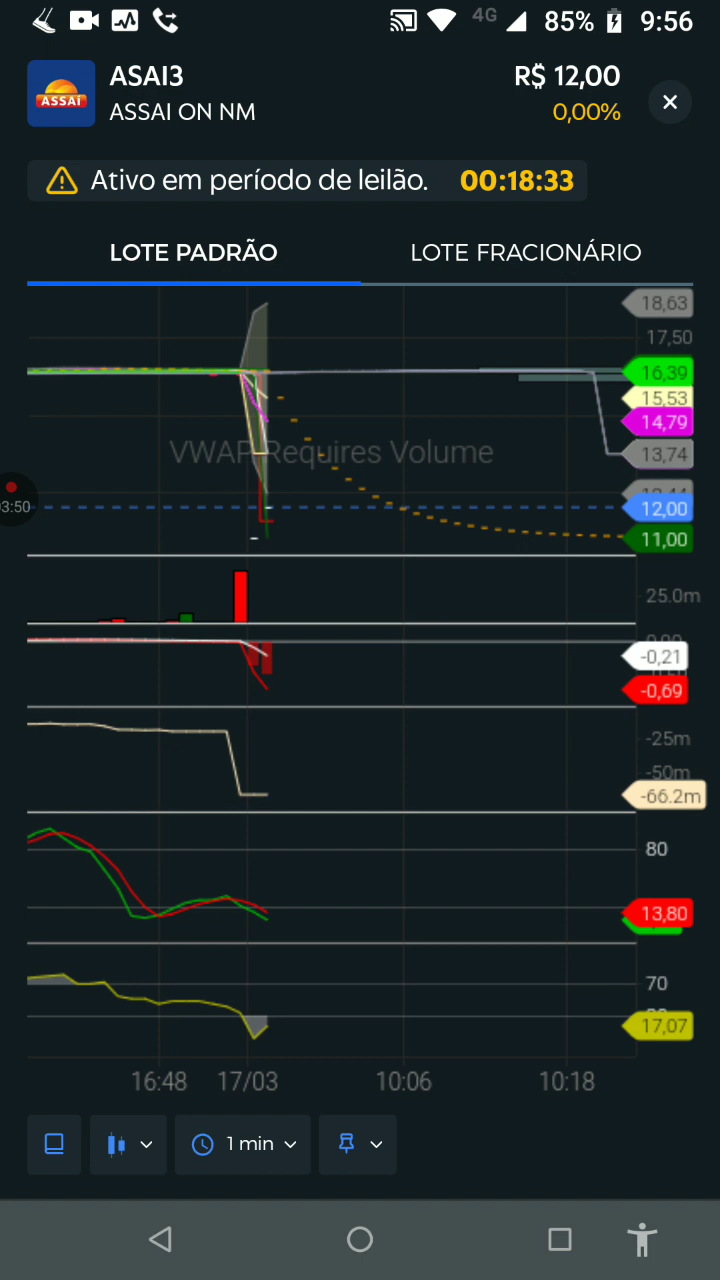 4G 85% 9:56
ASSAÍ
ASAI3 R$ 12,00
ASSAI ON NM 0,00%
Ativo em período de leilão. 00:18:33
LOTE PADRÃO LOTE FRACIONÁRIO
18,63
17,50
16,39
15,53
14,79
VWAP Requires Volume 13,74
3:50 12,00
11,00
25.0m
0,00
-0,21
-0,69
-25m
-50m
-66.2m
80
13,80
70
17,07
16:48 17/03 10:06 10:18
1 min